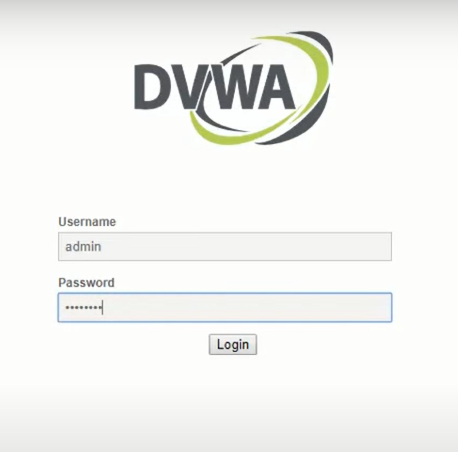 DVWA
Username
admin
Password
••••••••
Login